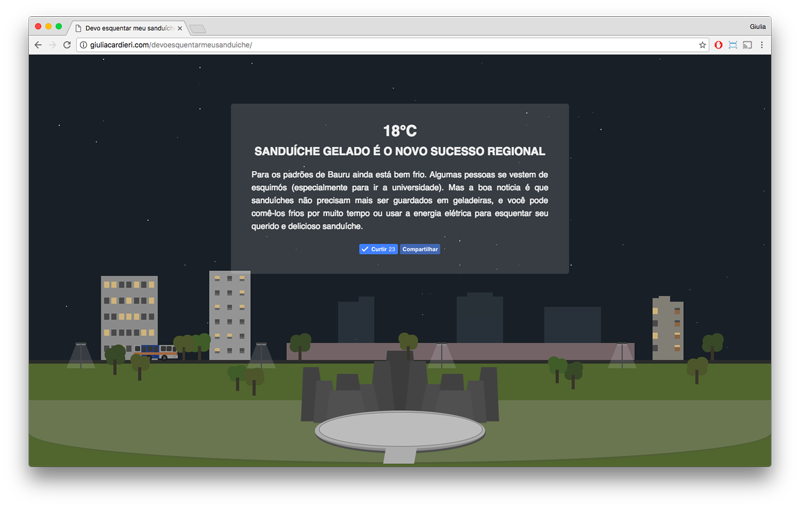 Devo esquentar meu sanduích
Giulia
giuliacardieri.com/devoesquentarmeusanduiche/
18°C
SANDUÍCHE GELADO É O NOVO SUCESSO REGIONAL
Para os padrões de Bauru ainda está bem frio. Algumas pessoas se vestem de
esquimós (especialmente para ir a universidade). Mas a boa noticia é que
sanduíches não precisam mais ser guardados em geladeiras, e você pode
comê-los frios por muito tempo ou usar a energia elétrica para esquentar seu
querido e delicioso sanduíche.
Curtir 23 Compartilhar